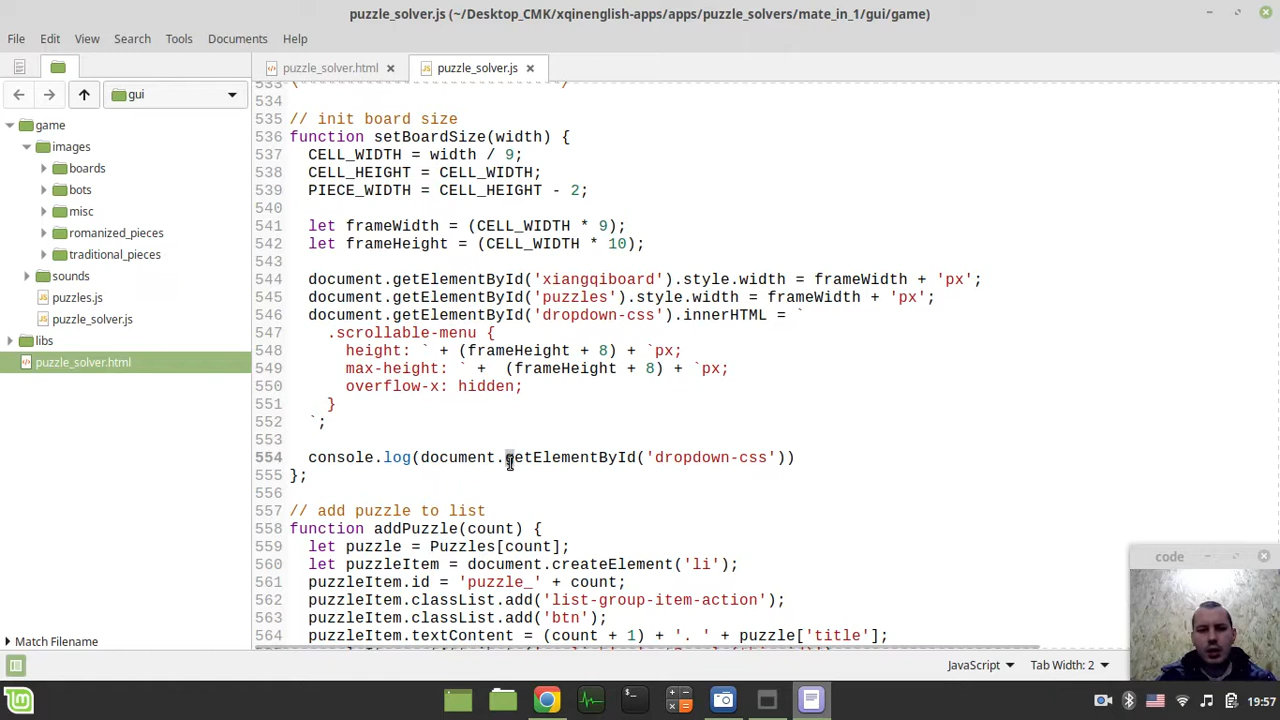 puzzle_solver.js (~/Desktop_CMK/xqinenglish-apps/apps/puzzle_solvers/mate_in_1/gui/game)
File Edit View Search Tools Documents Help
puzzle_solver.html
puzzle_solver.js
gui
game
images
boards
bots
misc
romanized_pieces
traditional_pieces
sounds
puzzles.js
puzzle_solver.js
libs
puzzle_solver.html
Match Filename
533
534
535 // init board size
536 function setBoardSize(width) {
537 CELL_WIDTH = width / 9;
538 CELL_HEIGHT = CELL_WIDTH;
539 PIECE_WIDTH = CELL_HEIGHT - 2;
540
541 let frameWidth = (CELL_WIDTH * 9);
542 let frameHeight = (CELL_WIDTH * 10);
543
544 document.getElementById('xiangqiboard').style.width = frameWidth + 'px';
545 document.getElementById('puzzles').style.width = frameWidth + 'px';
546 document.getElementById('dropdown-css').innerHTML = `
547 .scrollable-menu {
548 height: ` + (frameHeight + 8) + `px;
549 max-height: ` +  (frameHeight + 8) + `px;
550 overflow-x: hidden;
551 }
552 `;
553
554 console.log(document.getElementById('dropdown-css'))
555 };
556
557 // add puzzle to list
558 function addPuzzle(count) {
559 let puzzle = Puzzles[count];
560 let puzzleItem = document.createElement('li');
561 puzzleItem.id = 'puzzle_' + count;
562 puzzleItem.classList.add('list-group-item-action');
563 puzzleItem.classList.add('btn');
564 puzzleItem.textContent = (count + 1) + '. ' + puzzle['title'];
code
JavaScript
Tab Width: 2
19:57